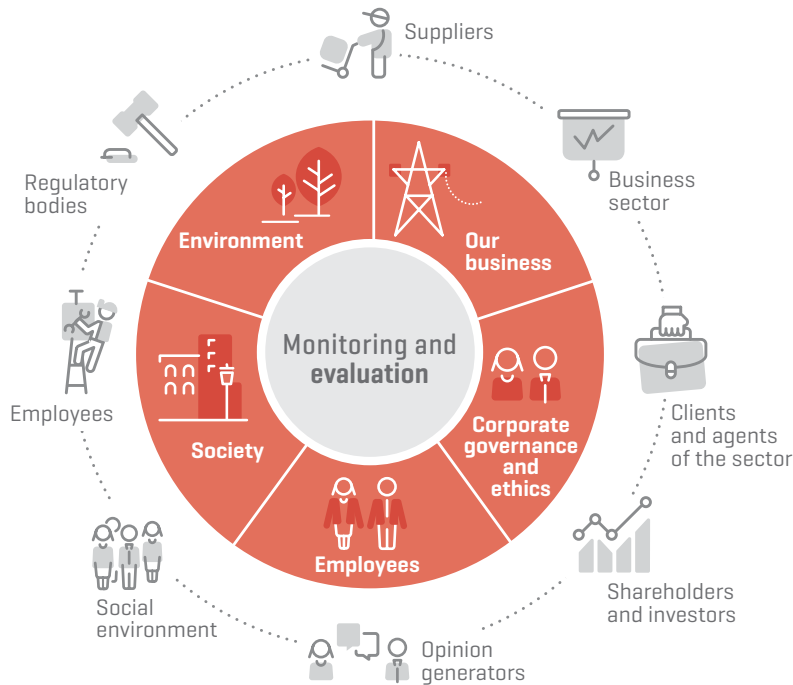 Suppliers
Business
sector
Clients
and agents
of the sector
Shareholders
and investors
Opinion
generators
Social
environment
Employees
Regulatory
bodies
Environment
Our
business
Corporate
governance
and
ethics
Employees
Society
Monitoring and
evaluation